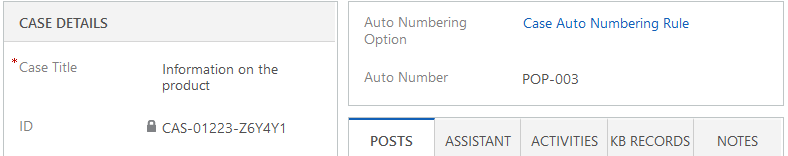 CASE DETAILS
*Case Title Information on the
product
ID CAS-01223-Z6Y4Y1
Auto Numbering Case Auto Numbering Rule
Option
Auto Number POP-003
POSTS ASSISTANT ACTIVITIES KB RECORDS NOTES